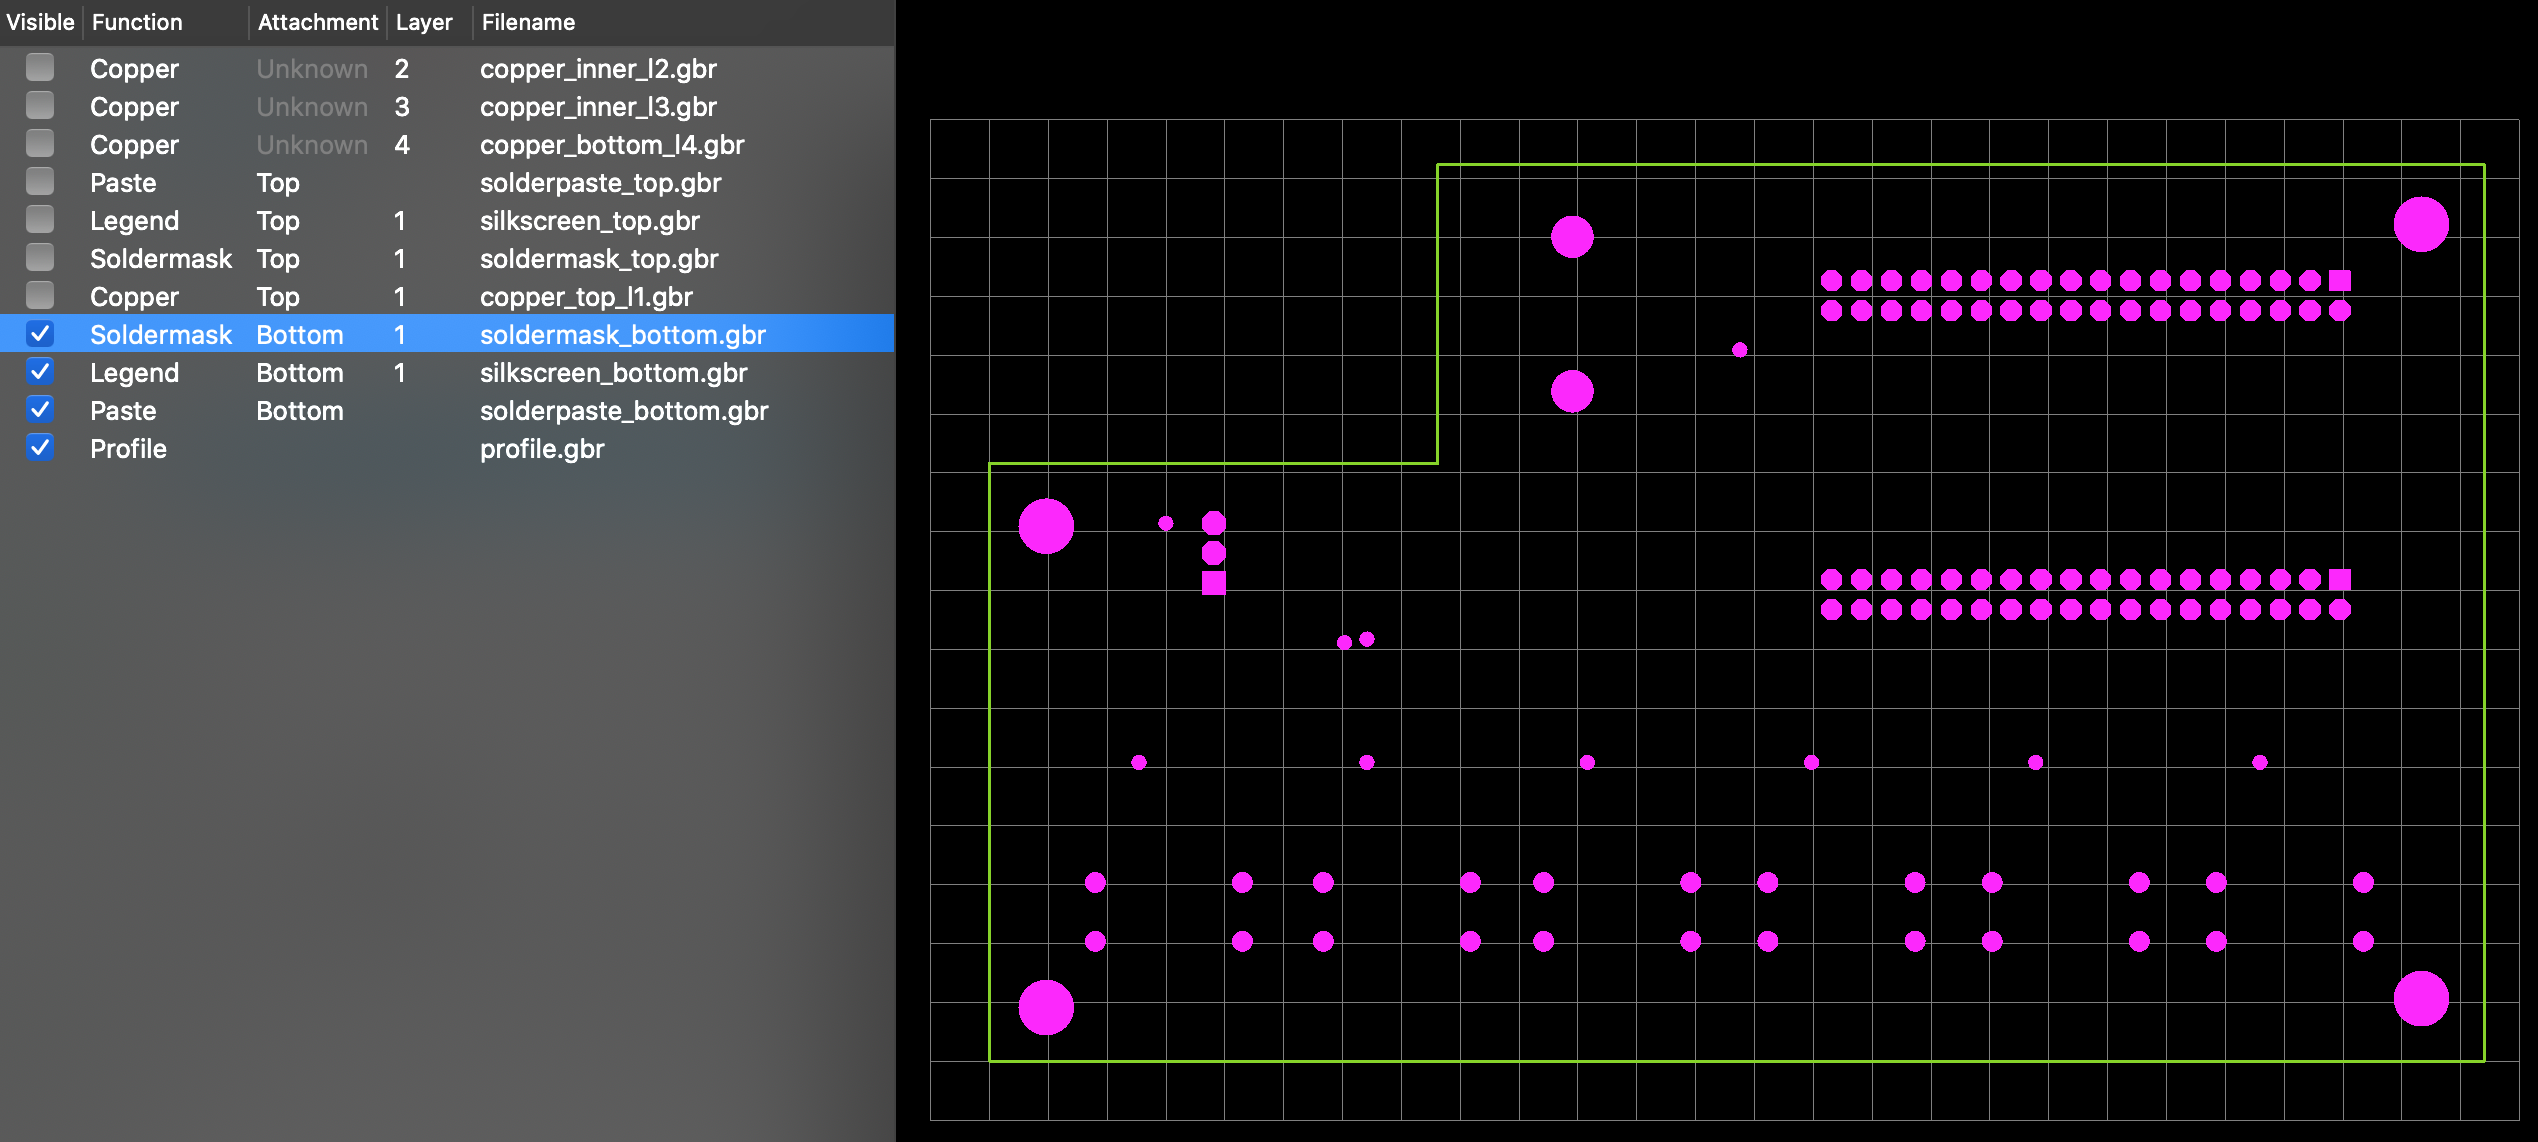 Visible Function Attachment Layer Filename
Copper Unknown 2 copper_inner_l2.gbr
Copper Unknown 3 copper_inner_l3.gbr
Copper Unknown 4 copper_bottom_l4.gbr
Paste Top solderpaste_top.gbr
Legend Top 1 silkscreen_top.gbr
Soldermask Top 1 soldermask_top.gbr
Copper Top 1 copper_top_l1.gbr
Soldermask Bottom 1 soldermask_bottom.gbr
Legend Bottom 1 silkscreen_bottom.gbr
Paste Bottom solderpaste_bottom.gbr
Profile profile.gbr